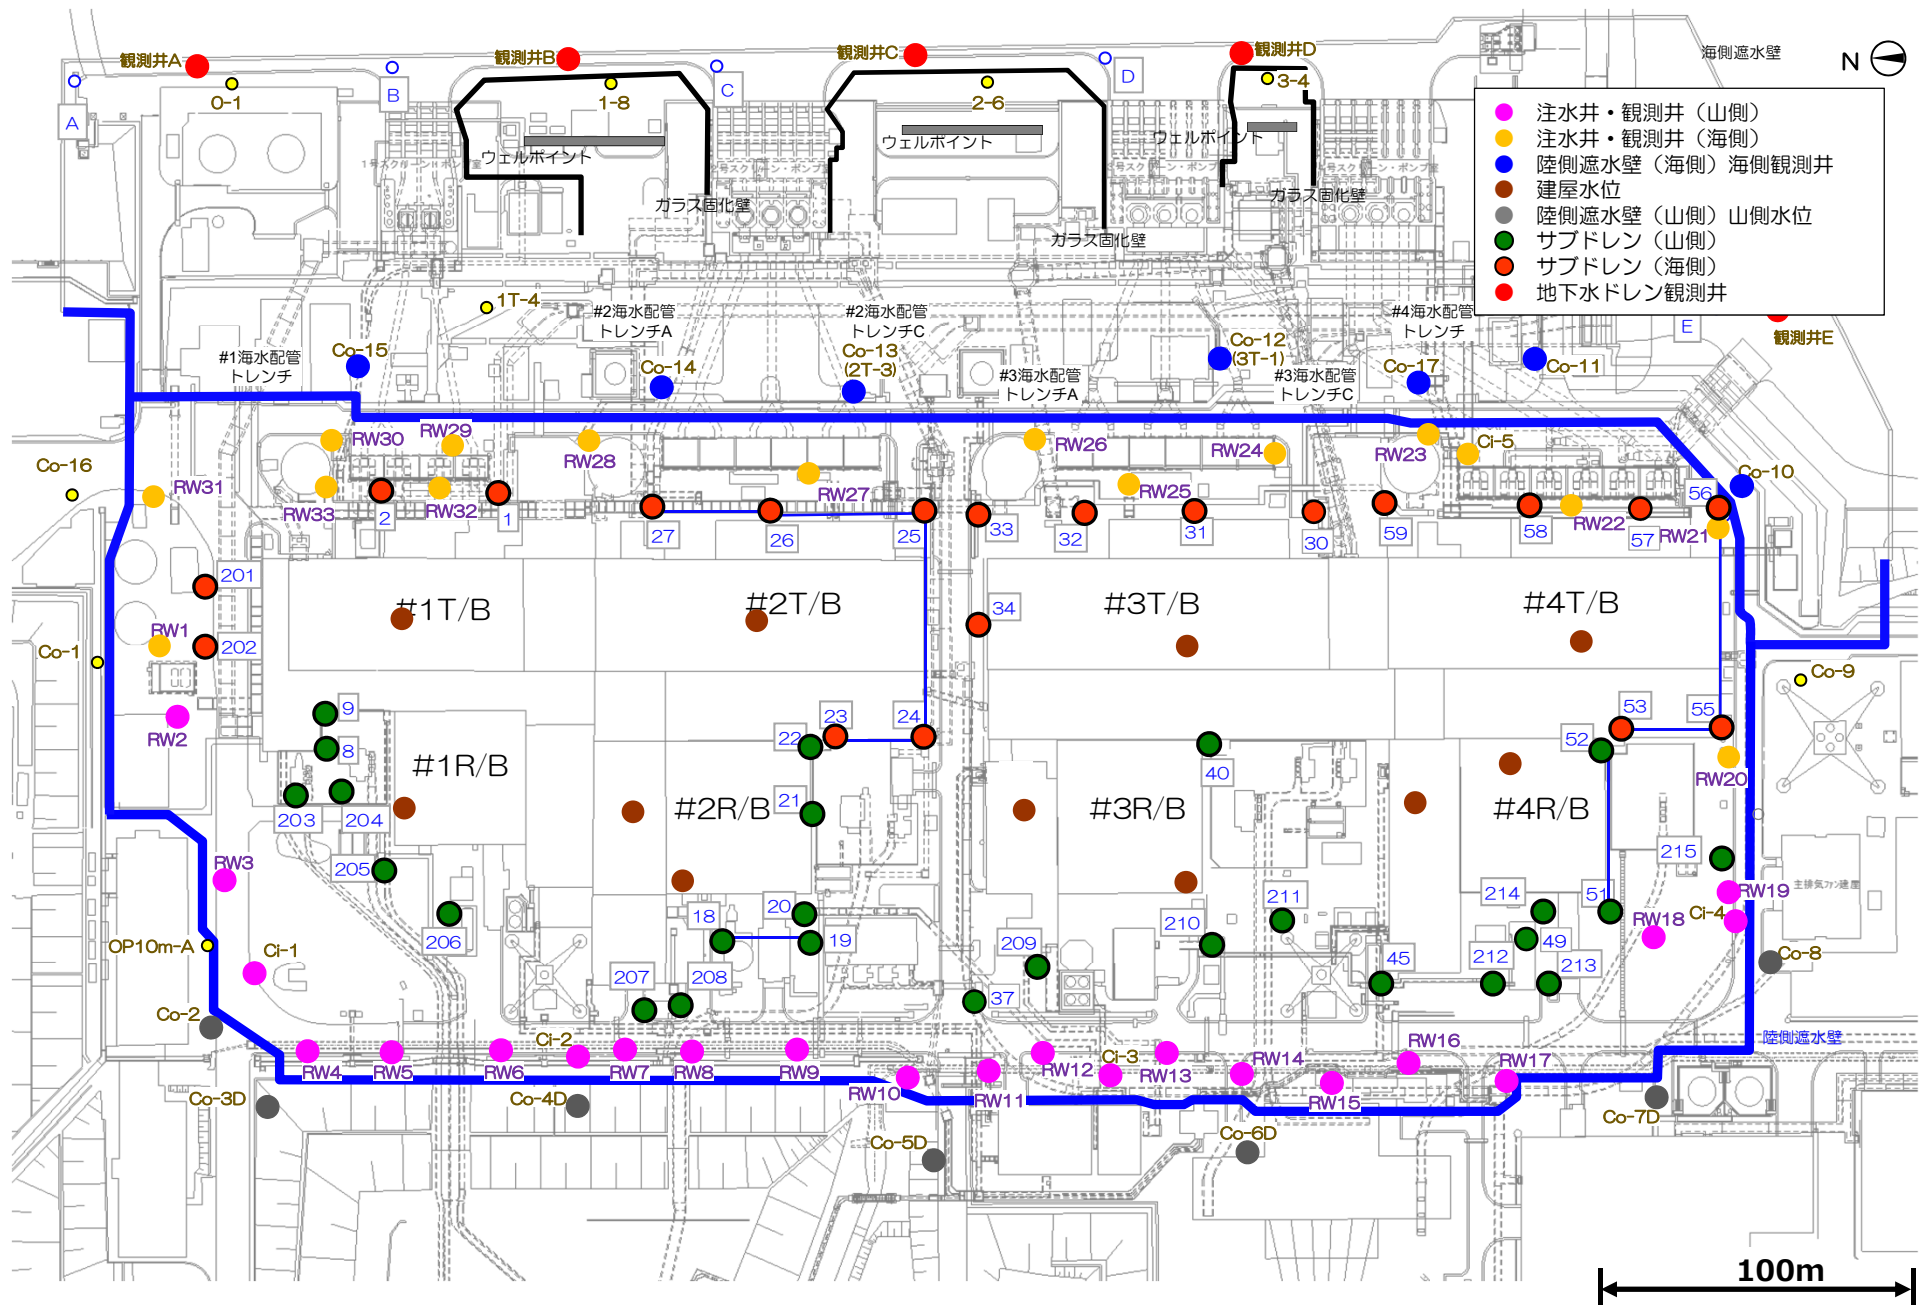 観測井A
観測井B
観測井C
観測井D
海側遮水壁
N
A
B
C
D
0-1
1-8
2-6
3-4
注水井・観測井（山側）
注水井・観測井（海側）
陸側遮水壁（海側）海側観測井
建屋水位
陸側遮水壁（山側）山側水位
サブドレン（山側）
サブドレン（海側）
地下水ドレン観測井
ウェルポイント
ウェルポイント
ウェルポイント
ガラス固化壁
ガラス固化壁
ガラス固化壁
E
観測井E
1T-4
#1海水配管
トレンチ
#2海水配管
トレンチA
#2海水配管
トレンチC
#3海水配管
トレンチA
#3海水配管
トレンチC
#4海水配管
トレンチ
Co-15
Co-14
Co-13
(2T-3)
Co-12
(3T-1)
Co-17
Co-11
Co-16
RW31
RW30
RW29
RW28
RW27
RW26
RW25
RW24
RW23
Ci-5
Co-10
RW33
2
RW32
1
27
26
25
33
32
31
30
59
58
RW22
57
56
RW21
201
202
RW1
Co-1
RW2
#1T/B
#2T/B
#3T/B
#4T/B
34
Co-9
9
8
203
204
205
206
#1R/B
#2R/B
#3R/B
#4R/B
22
23
24
21
40
52
53
55
RW20
215
主排気ファン建屋
RW3
OP10m-A
Ci-1
18
20
19
207
208
209
37
210
211
45
214
49
212
213
51
RW18
RW19
Ci-4
Co-8
陸側遮水壁
Co-2
Co-3D
RW4
RW5
RW6
Ci-2
RW7
RW8
RW9
RW10
RW11
RW12
Ci-3
RW13
RW14
RW15
RW16
RW17
Co-4D
Co-5D
Co-6D
Co-7D
100m